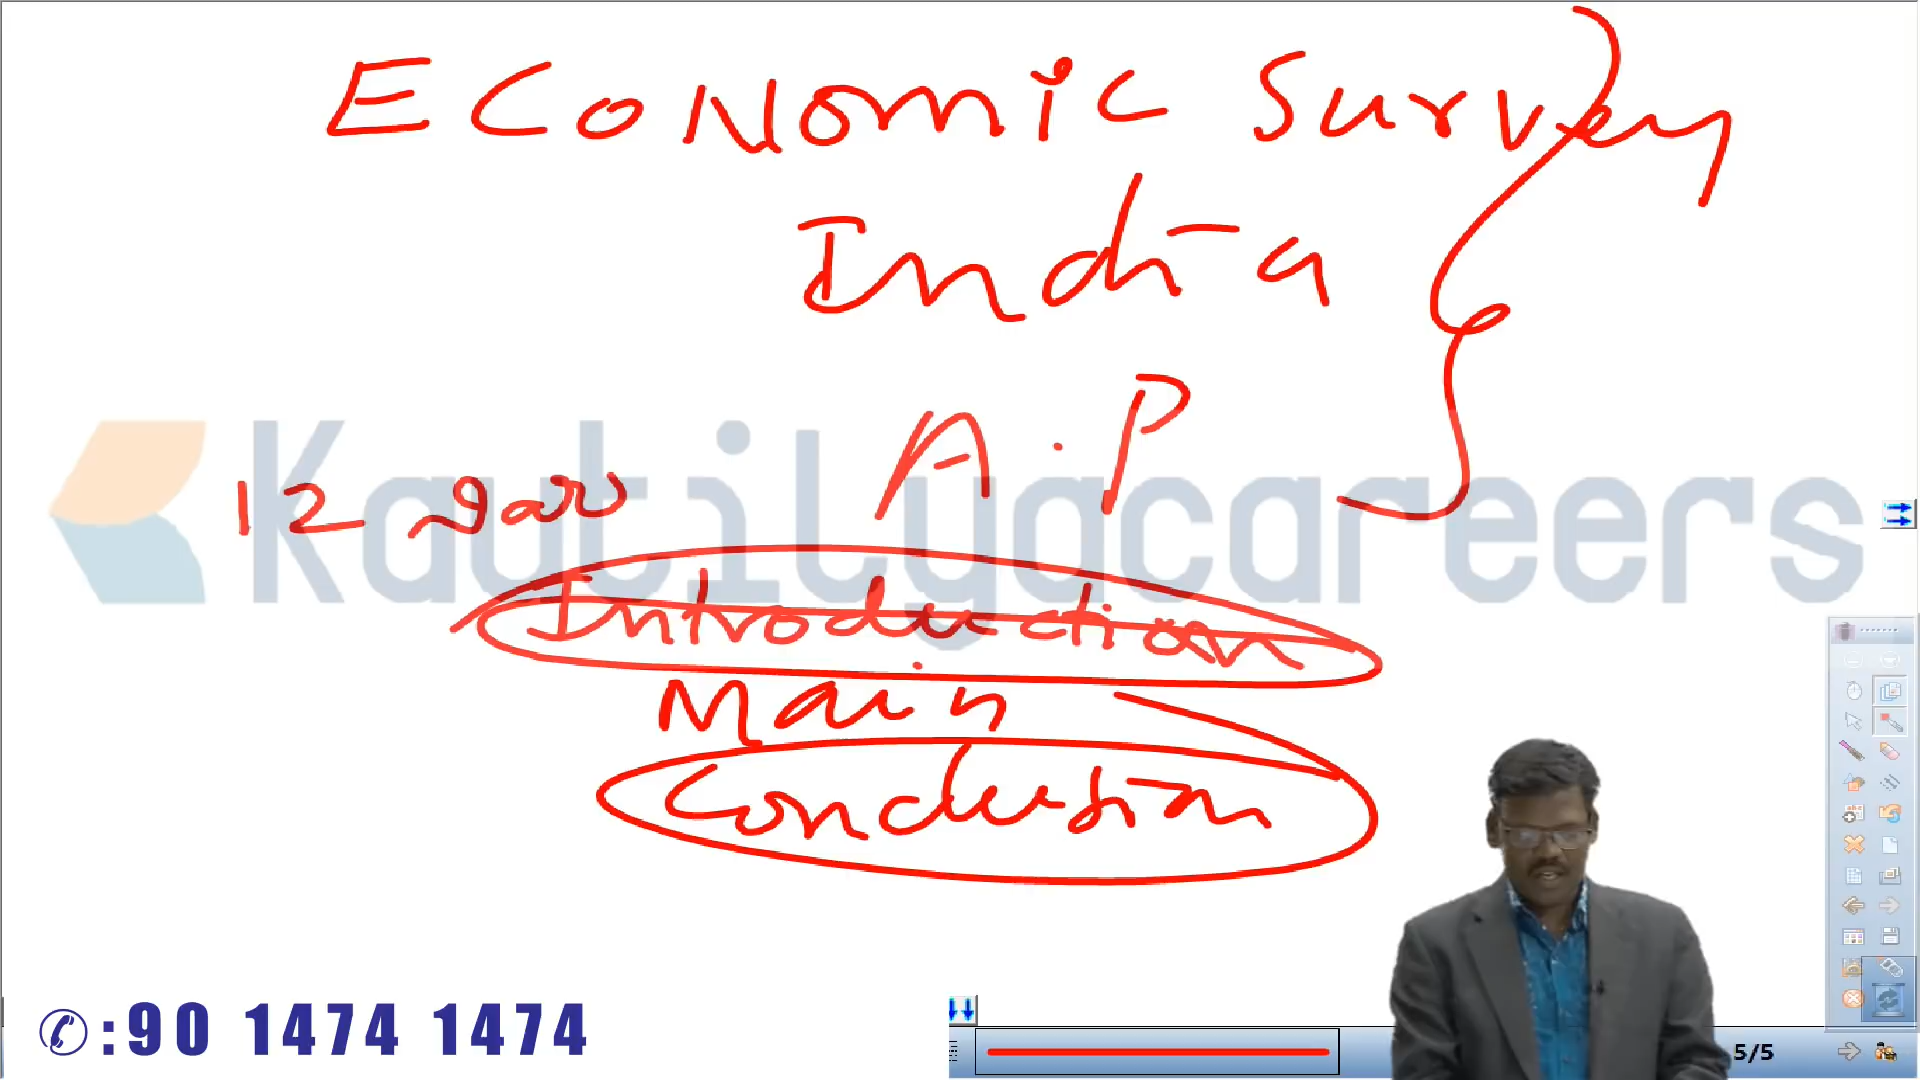 Economic Survey
India
A.P
12
Kautilyacareers
Introduction
Main
Conclusion
:90 1474 1474
5/5